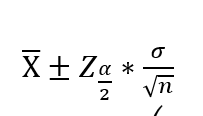 X̅ ± Z_{α/2} * σ/√n